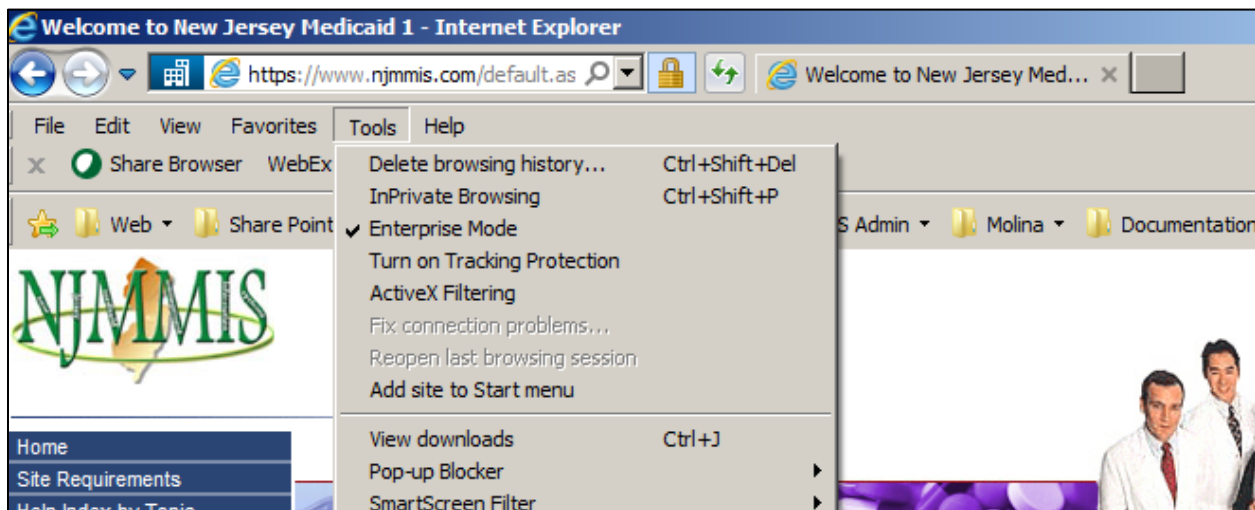 Welcome to New Jersey Medicaid 1 - Internet Explorer
https://www.njmmis.com/default.as
Welcome to New Jersey Med...
File Edit View Favorites Tools Help
Share Browser WebEx
Delete browsing history... Ctrl+Shift+Del
InPrivate Browsing Ctrl+Shift+P
Web Share Point
Enterprise Mode
S Admin Molina Documentation
Turn on Tracking Protection
ActiveX Filtering
NJMMIS
Fix connection problems...
Reopen last browsing session
Add site to Start menu
Home
View downloads Ctrl+J
Site Requirements
Pop-up Blocker
Help Index by Topic
SmartScreen Filter